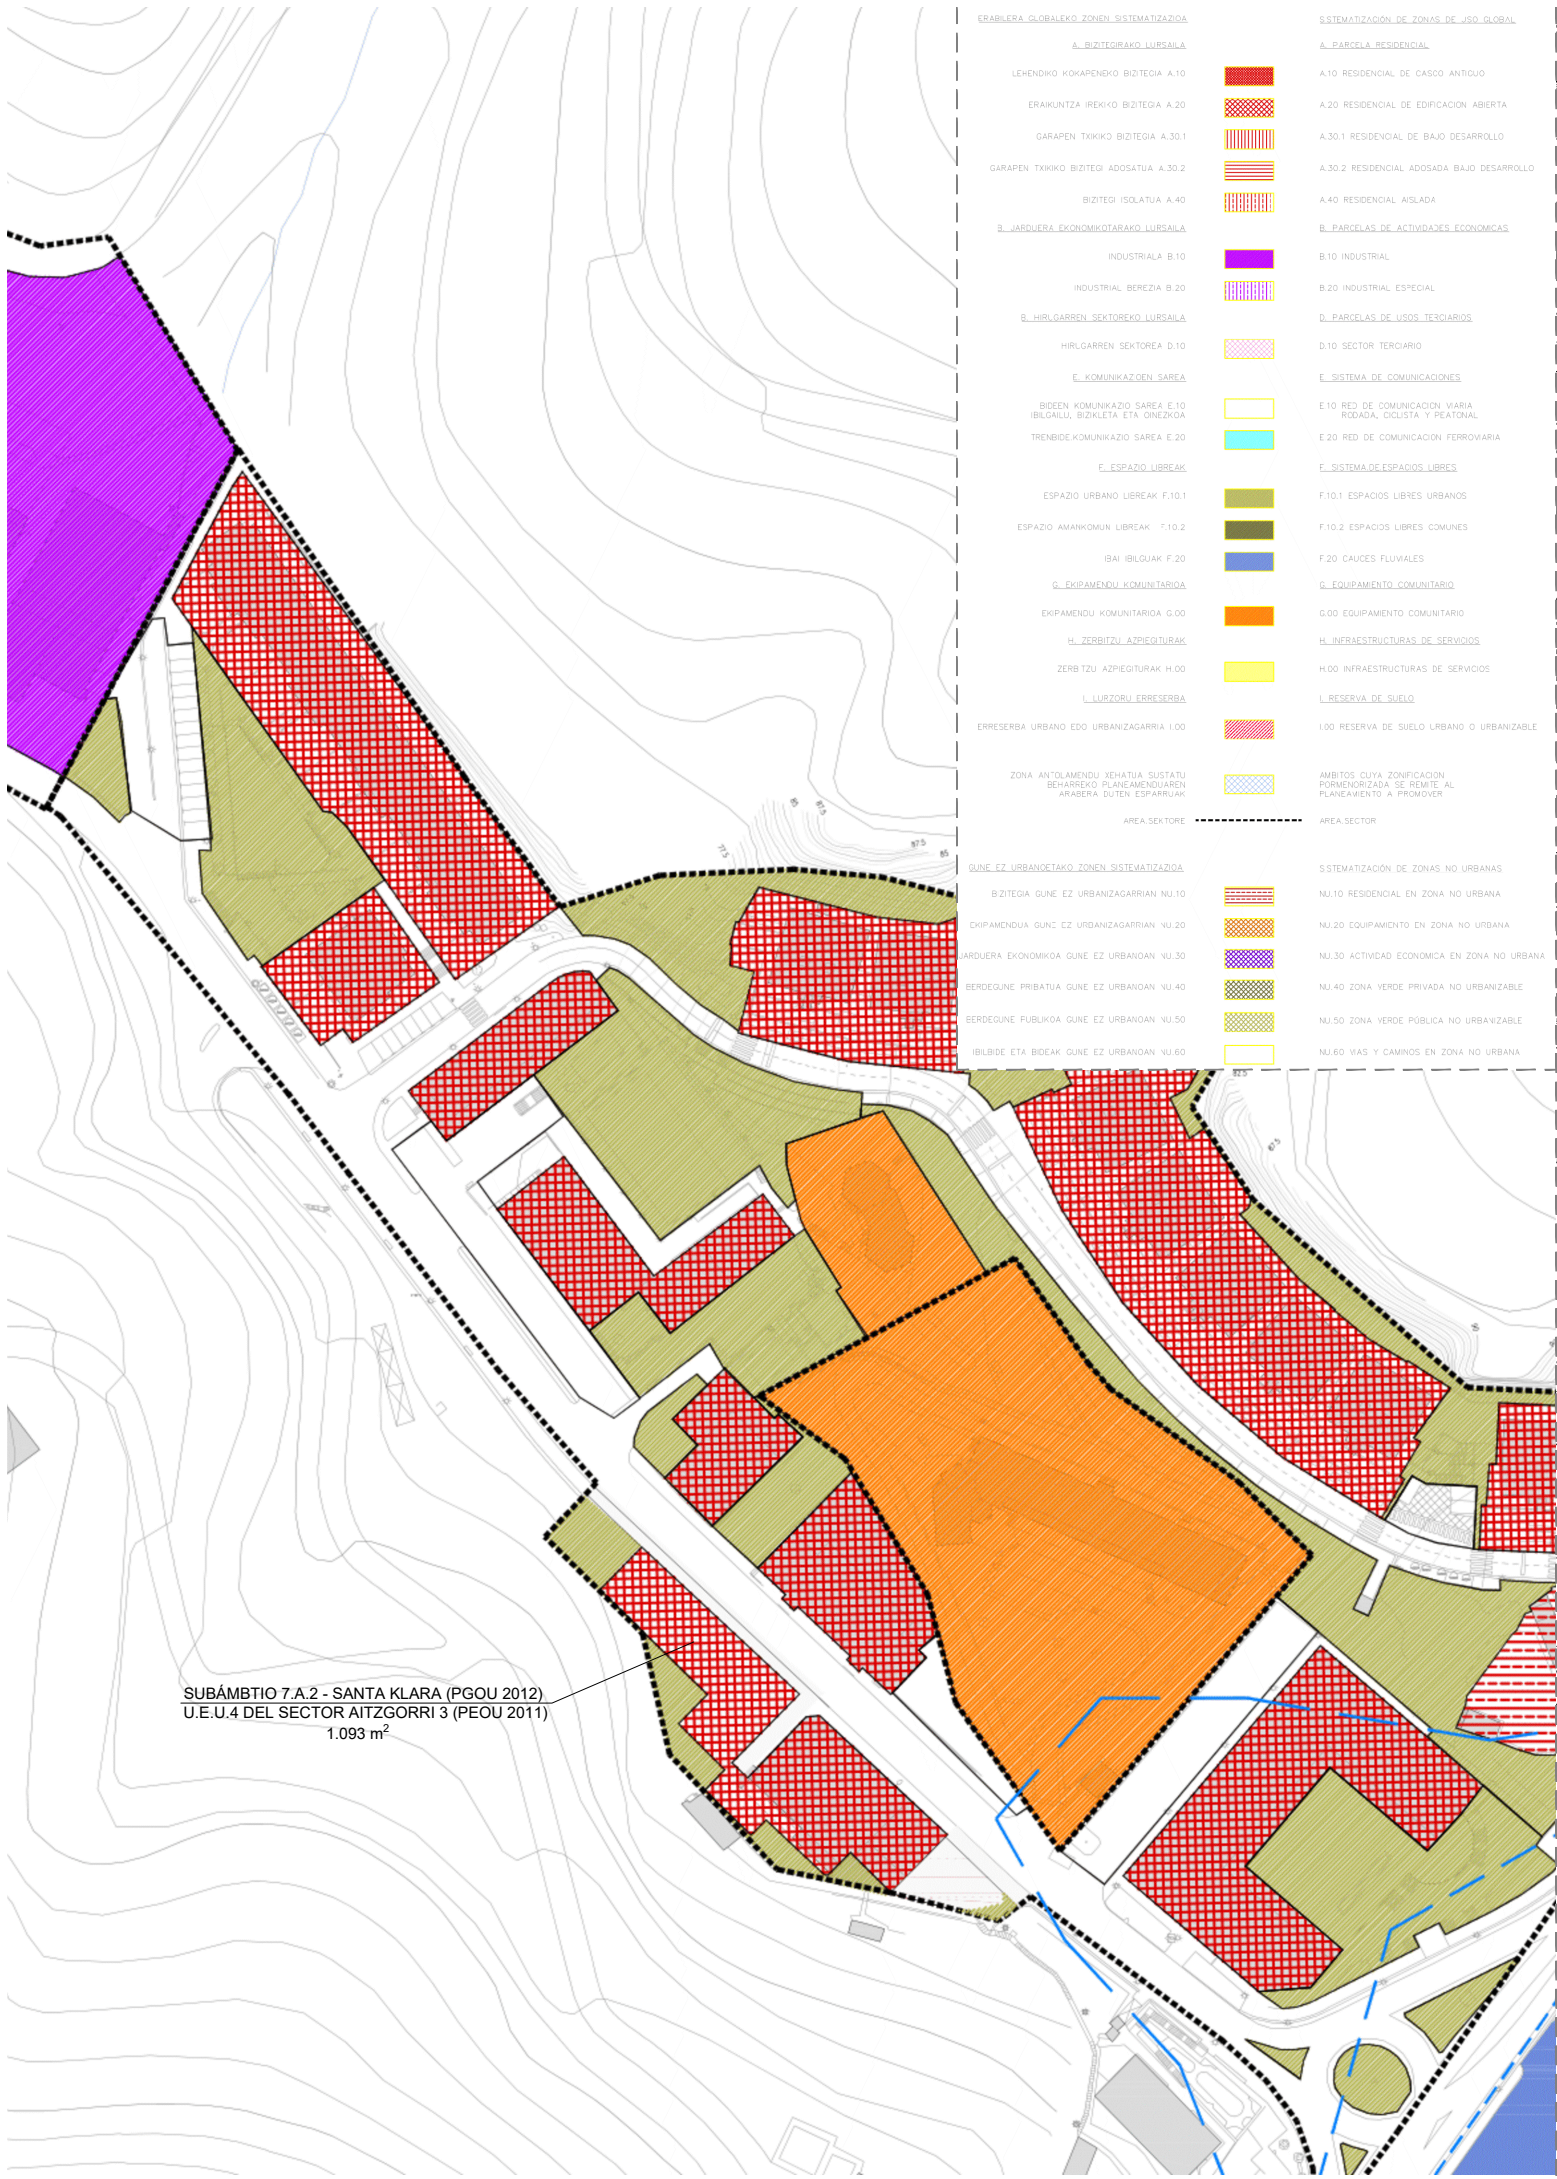 ERABILERA GLOBALEKO ZONEN SISTEMATIZAZIOA
SISTEMATIZACIÓN DE ZONAS DE USO GLOBAL
A. BIZITEGIRAKO LURSAILA
A. PARCELA RESIDENCIAL
LEHENDIKO KOKAPENEKO BIZITEGIA A.10
A.10 RESIDENCIAL DE CASCO ANTIGUO
ERAIKUNTZA IREKIKO BIZITEGIA A.20
A.20 RESIDENCIAL DE EDIFICACIÓN ABIERTA
GARAPEN TXIKIKO BIZITEGIA A.30.1
A.30.1 RESIDENCIAL DE BAJO DESARROLLO
GARAPEN TXIKIKO BIZITEGI ADOSATUA A.30.2
A.30.2 RESIDENCIAL ADOSADA BAJO DESARROLLO
BIZITEGI ISOLATUA A.40
A.40 RESIDENCIAL AISLADA
B. JARDUERA EKONOMIKOTARAKO LURSAILA
B. PARCELAS DE ACTIVIDADES ECONOMICAS
INDUSTRIALA B.10
B.10 INDUSTRIAL
INDUSTRIAL BEREZIA B.20
B.20 INDUSTRIAL ESPECIAL
B. HIRUGARREN SEKTOREKO LURSAILA
D. PARCELAS DE USOS TERCIARIOS
HIRUGARREN SEKTOREA D.10
D.10 SECTOR TERCIARIO
E. KOMUNIKAZIOEN SAREA
E. SISTEMA DE COMUNICACIONES
BIDEEN KOMUNIKAZIO SAREA E.10
IBILGAILU, BIZIKLETA ETA OINEZKOA
E.10 RED DE COMUNICACION VIARIA
RODADA, CICLISTA Y PEATONAL
TRENBIDE.KOMUNIKAZIO SAREA E.20
E.20 RED DE COMUNICACION FERROVIARIA
F. ESPAZIO LIBREAK
F. SISTEMA.DE.ESPACIOS LIBRES
ESPAZIO URBANO LIBREAK F.10.1
F.10.1 ESPACIOS LIBRES URBANOS
ESPAZIO AMANKOMUN LIBREAK F.10.2
F.10.2 ESPACIOS LIBRES COMUNES
IBAI IBILGUAK F.20
F.20 CAUCES FLUVIALES
G. EKIPAMENDU KOMUNITARIOA
G. EQUIPAMIENTO COMUNITARIO
EKIPAMENDU KOMUNITARIOA G.00
G.00 EQUIPAMIENTO COMUNITARIO
H. ZERBITZU AZPIEGITURAK
H. INFRAESTRUCTURAS DE SERVICIOS
ZERBITZU AZPIEGITURAK H.00
H.00 INFRAESTRUCTURAS DE SERVICIOS
I. LURZORU ERRESERBA
I. RESERVA DE SUELO
ERRESERBA URBANO EDO URBANIZAGARRIA I.00
I.00 RESERVA DE SUELO URBANO O URBANIZABLE
ZONA ANTOLAMENDU XEHATUA SUSTATU
BEHARREKO PLANEAMENDUAREN
ARABERA DUTEN ESPARRUAK
AMBITOS CUYA ZONIFICACION
PORMENORIZADA SE REMITE AL
PLANEAMIENTO A PROMOVER
AREA.SEKTORE
AREA.SECTOR
GUNE EZ URBANOETAKO ZONEN SISTEMATIZAZIOA
SISTEMATIZACIÓN DE ZONAS NO URBANAS
BIZITEGIA GUNE EZ URBANIZAGARRIAN NU.10
NU.10 RESIDENCIAL EN ZONA NO URBANA
EKIPAMENDUA GUNE EZ URBANIZAGARRIAN NU.20
NU.20 EQUIPAMENTO EN ZONA NO URBANA
JARDUERA EKONOMIKOA GUNE EZ URBANOAN NU.30
NU.30 ACTIVIDAD ECONOMICA EN ZONA NO URBANA
BERDEGUNE PRIBATUA GUNE EZ URBANOAN NU.40
NU.40 ZONA VERDE PRIVADA NO URBANIZABLE
BERDEGUNE PUBLIKOA GUNE EZ URBANOAN NU.50
NU.50 ZONA VERDE PÚBLICA NO URBANIZABLE
IBILBIDE ETA BIDEAK GUNE EZ URBANOAN NU.60
NU.60 VIAS Y CAMINOS EN ZONA NO URBANA
85
87.5
77.5
87.5
85
82.5
87.5
SUBÁMBTIO 7.A.2 - SANTA KLARA (PGOU 2012)
U.E.U.4 DEL SECTOR AITZGORRI 3 (PEOU 2011)
1.093 m²